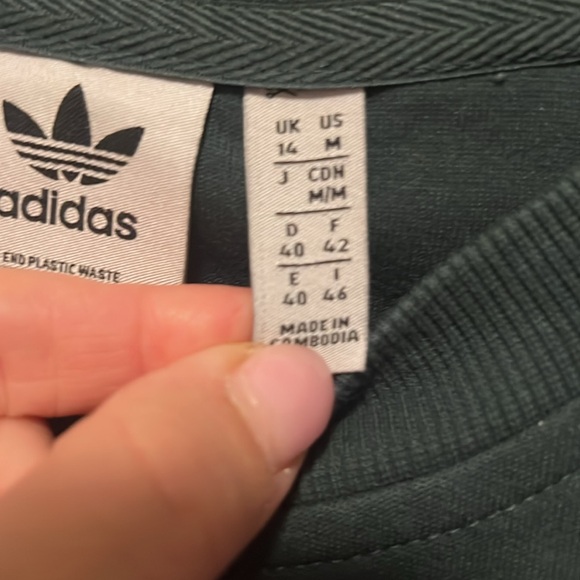 adidas
END PLASTIC WASTE
UK US
14 M
J CDN
M/M
D F
40 42
E I
40 46
MADE IN
CAMBODIA